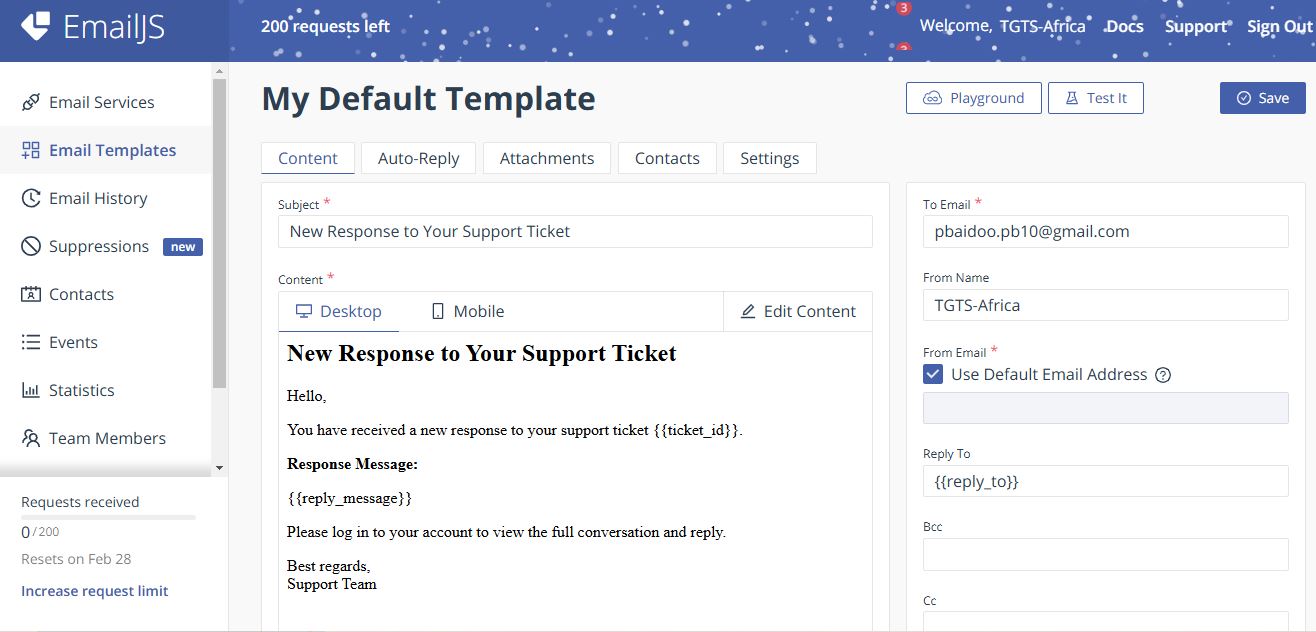 EmailJS
200 requests left
3
Welcome, TGTS-Africa
Docs
Support
Sign Out
Email Services
Email Templates
Email History
Suppressions new
Contacts
Events
Statistics
Team Members
Requests received
0/200
Resets on Feb 28
Increase request limit
My Default Template
Playground
Test It
Save
Content
Auto-Reply
Attachments
Contacts
Settings
Subject *
New Response to Your Support Ticket
Content *
Desktop
Mobile
Edit Content
New Response to Your Support Ticket
Hello,
You have received a new response to your support ticket {{ticket_id}}.
Response Message:
{{reply_message}}
Please log in to your account to view the full conversation and reply.
Best regards,
Support Team
To Email *
pbaidoo.pb10@gmail.com
From Name
TGTS-Africa
From Email *
Use Default Email Address ?
Reply To
{{reply_to}}
Bcc
Cc